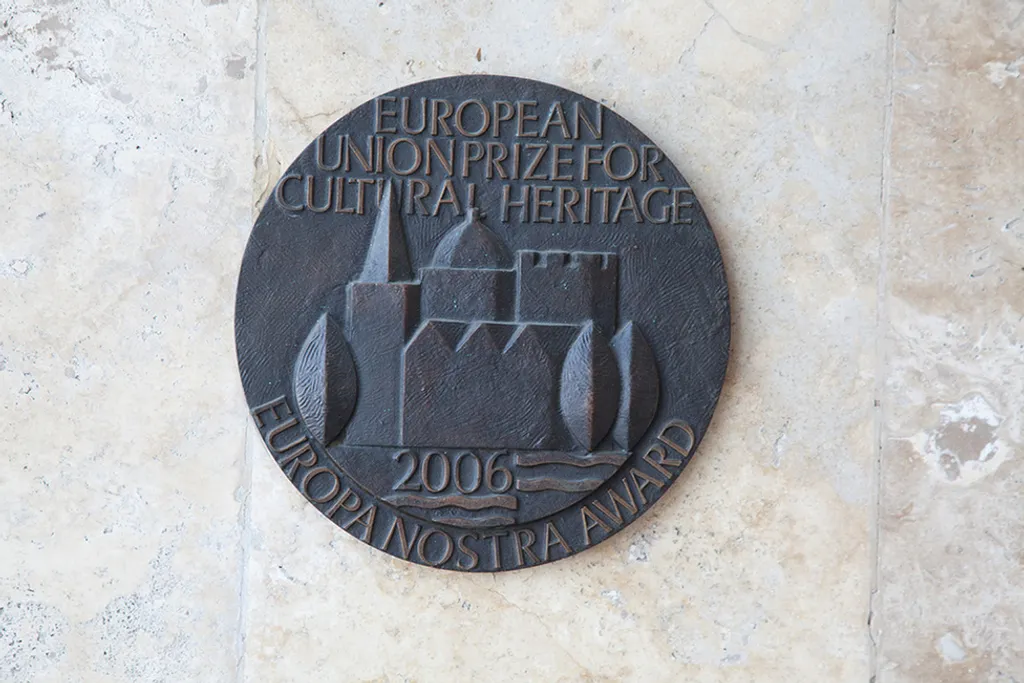 EUROPEAN
UNION PRIZE FOR
CULTURAL HERITAGE
2006
EUROPA NOSTRA AWARD